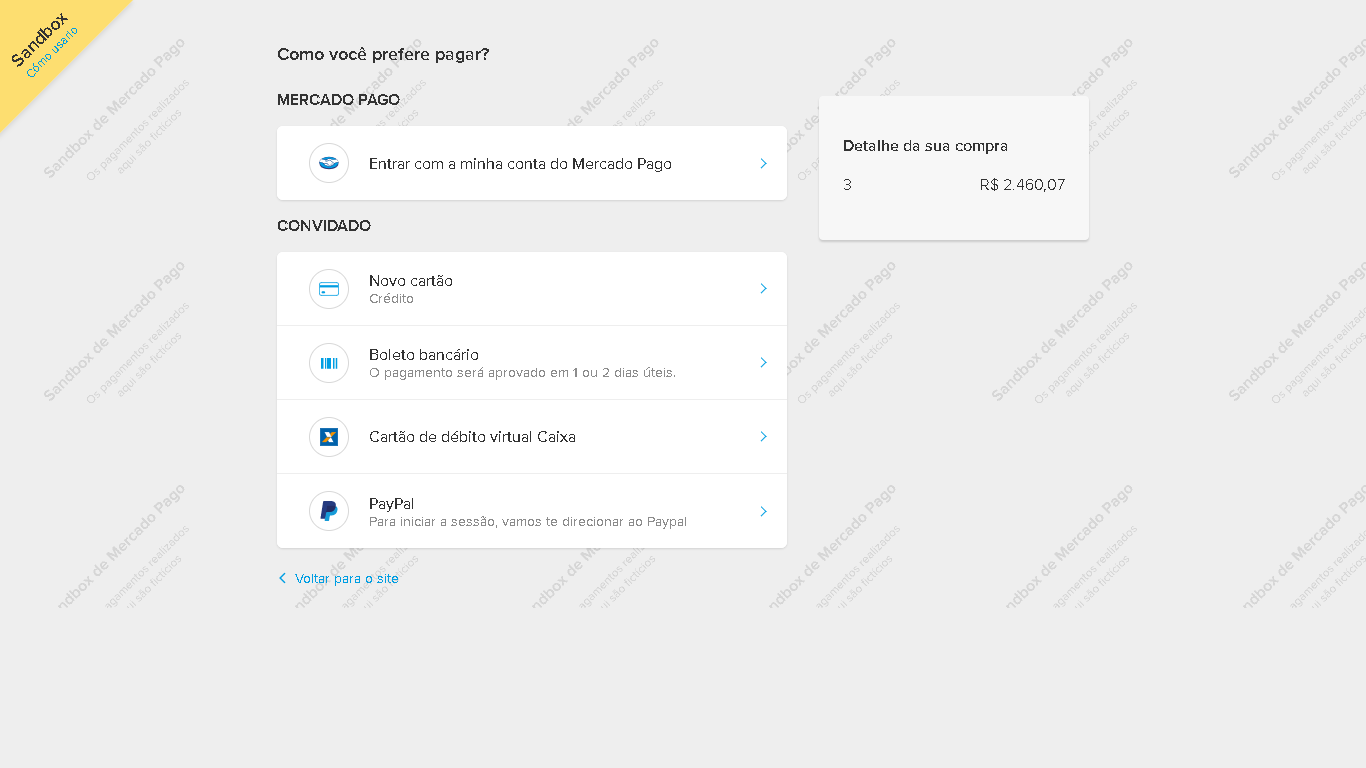 Sandbox
Cómo usarlo
Como você prefere pagar?
MERCADO PAGO
Entrar com a minha conta do Mercado Pago
CONVIDADO
Novo cartão
Crédito
Boleto bancário
O pagamento será aprovado em 1 ou 2 dias úteis.
Cartão de débito virtual Caixa
PayPal
Para iniciar a sessão, vamos te direcionar ao Paypal
Voltar para o site
Detalhe da sua compra
3 R$ 2.460,07
Sandbox de Mercado Pago
Os pagamentos realizados
aqui são fictícios